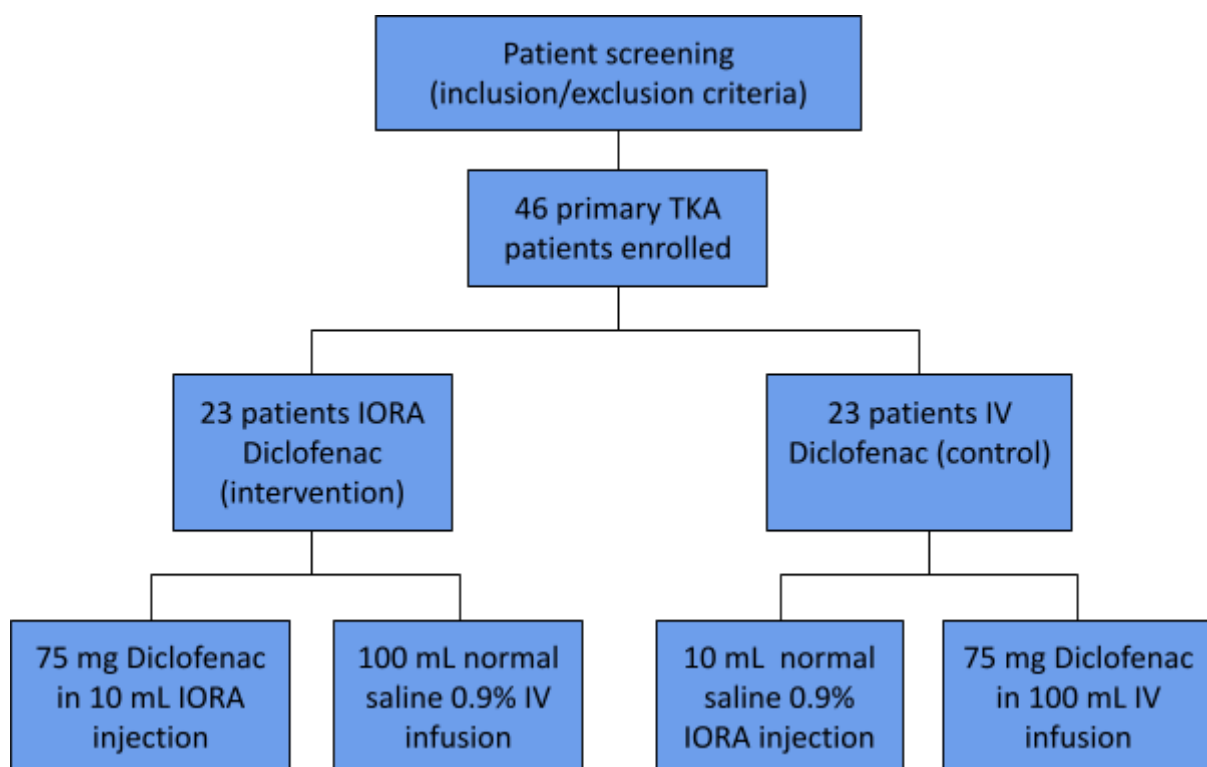 Patient screening
(inclusion/exclusion criteria)
46 primary TKA
patients enrolled
23 patients IORA
Diclofenac
(intervention)
23 patients IV
Diclofenac (control)
75 mg Diclofenac
in 10 mL IORA
injection
100 mL normal
saline 0.9% IV
infusion
10 mL normal
saline 0.9%
IORA injection
75 mg Diclofenac
in 100 mL IV
infusion